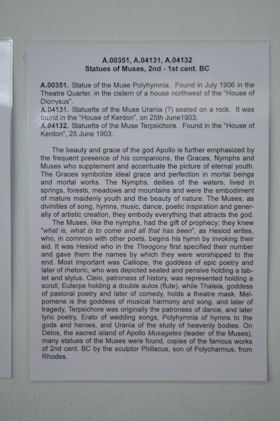 A.00351, A.04131, A.04132
Statues of Muses, 2nd - 1st cent. BC
A.00351. Statue of the Muse Polyhymnia. Found in July 1906 in the
Theatre Quarter, in the cistern of a house northwest of the "House of
Dionysus".
A.04131. Statuette of the Muse Urania (?) seated on a rock. It was
found in the "House of Kerdon", on 25th June1903.
A.04132. Statuette of the Muse Terpsichore. Found in the "House of
Kerdon", 25 June 1903.
The beauty and grace of the god Apollo is further emphasized by
the frequent presence of his companions, the Graces, Nymphs and
Muses who supplement and accentuate the picture of eternal youth.
The Graces symbolize ideal grace and perfection in mortal beings
and mortal works. The Nymphs, deities of the waters, lived in
springs, forests, meadows and mountains and were the embodiment
of mature maidenly youth and the beauty of nature. The Muses, as
divinities of song, hymns, music, dance, poetic inspiration and gener-
ally of artistic creation, they embody everything that attracts the god.
The Muses, like the nymphs, had the gift of prophecy; they knew
"what is, what is to come and all that has been", as Hesiod writes,
who, in common with other poets, begins his hymn by invoking their
aid. It was Hesiod who in the Theogony first specified their number
and gave them the names by which they were worshipped to the
end. Most important was Calliope, the goddess of epic poetry and
later of rhetoric, who was depicted seated and pensive holding a tab-
let and stylus. Cleio, patroness of history, was represented holding a
scroll, Euterpe holding a double aulos (flute), while Thaleia, goddess
of pastoral poetry and later of comedy, holds a theatre mask. Mel-
pomene is the goddess of musical harmony and song, and later of
tragedy, Terpsichore was originally the patroness of dance, and later
lyric poetry, Erato of wedding songs, Polyhymnia of hymns to the
gods and heroes, and Urania of the study of heavenly bodies. On
Delos, the sacred island of Apollo Musagetes (leader of the Muses),
many statues of the Muses were found, copies of the famous works
of 2nd cent. BC by the sculptor Philiscus, son of Polycharmus, from
Rhodes.